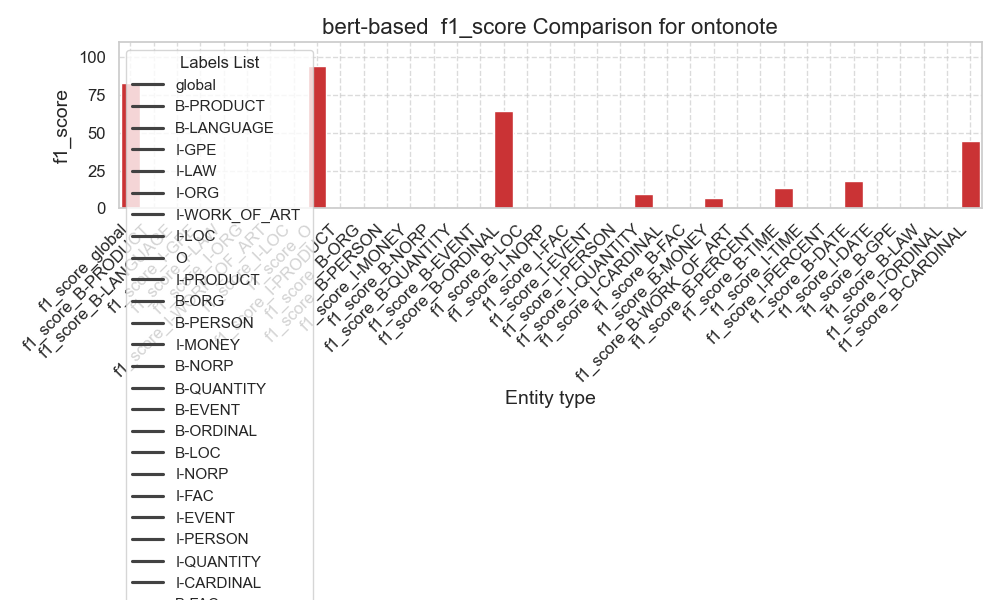 bert-based  f1_score Comparison for ontonote
f1_score
100
75
50
25
0
Labels List
global
B-PRODUCT
B-LANGUAGE
I-GPE
I-LAW
I-ORG
I-WORK_OF_ART
I-LOC
O
I-PRODUCT
B-ORG
B-PERSON
I-MONEY
B-NORP
B-QUANTITY
B-EVENT
B-ORDINAL
B-LOC
I-NORP
I-FAC
I-EVENT
I-PERSON
I-QUANTITY
I-CARDINAL
f1_score_global
f1_score_B-PRODUCT
f1_score_B-LANGUAGE
f1_score_I-PRODUCT
f1_score_B-ORG
f1_score_B-PERSON
f1_score_I-MONEY
f1_score_B-NORP
f1_score_B-QUANTITY
f1_score_B-EVENT
f1_score_B-ORDINAL
f1_score_B-LOC
f1_score_I-NORP
f1_score_I-FAC
f1_score_I-EVENT
f1_score_I-PERSON
f1_score_I-QUANTITY
f1_score_I-CARDINAL
f1_score_B-FAC
f1_score_B-MONEY
f1_score_B-WORK_OF_ART
f1_score_B-PERCENT
f1_score_B-TIME
f1_score_I-TIME
f1_score_I-PERCENT
f1_score_B-DATE
f1_score_I-DATE
f1_score_B-GPE
f1_score_B-LAW
f1_score_I-ORDINAL
f1_score_B-CARDINAL
Entity type